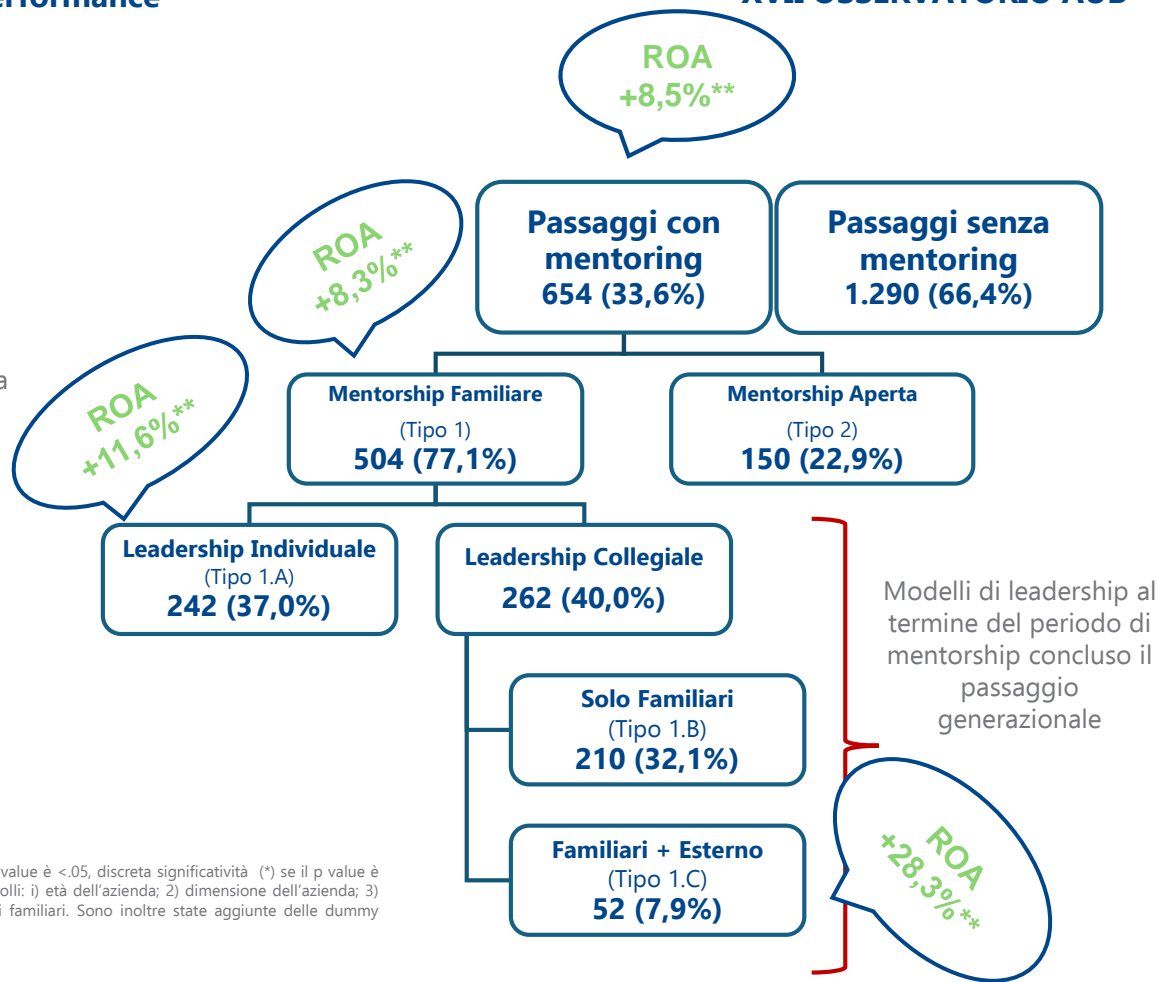 erformance
XVII OSSERVATORIO AUB
ROA
+8,5%**
Passaggi con
mentoring
654 (33,6%)
Passaggi senza
mentoring
1.290 (66,4%)
ROA
+8,3%**
a
ROA
+11,6%**
Mentorship Familiare
(Tipo 1)
504 (77,1%)
Mentorship Aperta
(Tipo 2)
150 (22,9%)
Leadership Individuale
(Tipo 1.A)
242 (37,0%)
Leadership Collegiale
262 (40,0%)
Modelli di leadership al
termine del periodo di
mentorship concluso il
passaggio
generazionale
Solo Familiari
(Tipo 1.B)
210 (32,1%)
Familiari + Esterno
(Tipo 1.C)
52 (7,9%)
ROA
+28,3%**
value è <.05, discreta significatività (*) se il p value è
olli: i) età dell’azienda; 2) dimensione dell’azienda; 3)
i familiari. Sono inoltre state aggiunte delle dummy